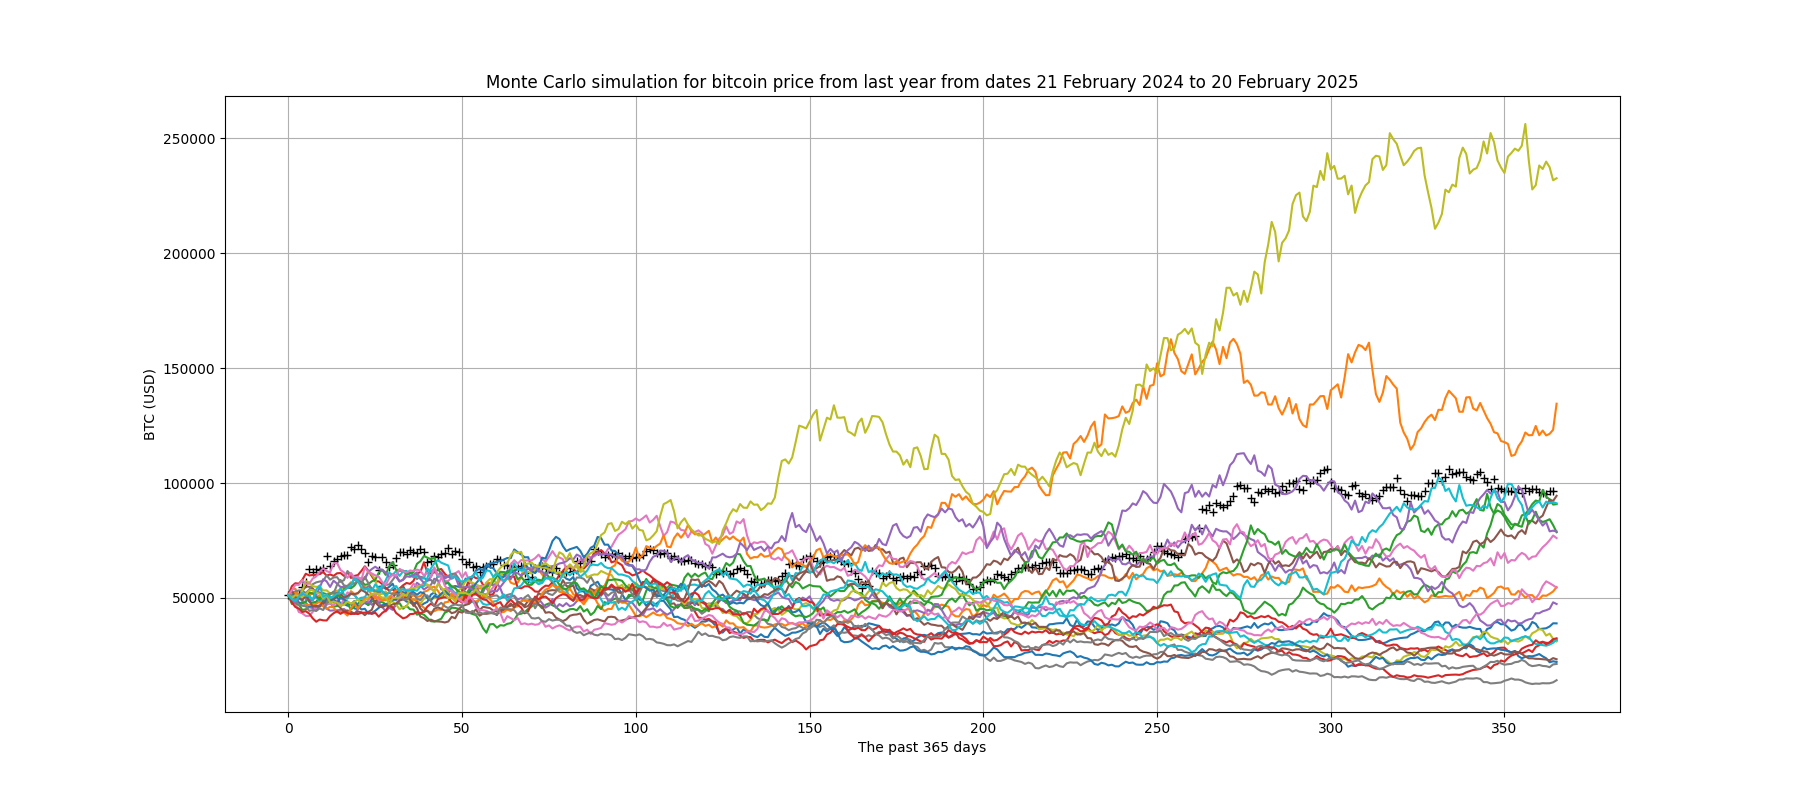 Monte Carlo simulation for bitcoin price from last year from dates 21 February 2024 to 20 February 2025
250000
200000
150000
100000
50000
BTC (USD)
0 50 100 150 200 250 300 350
The past 365 days